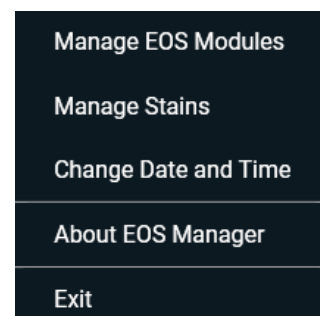 Manage EOS Modules
Manage Stains
Change Date and Time
About EOS Manager
Exit